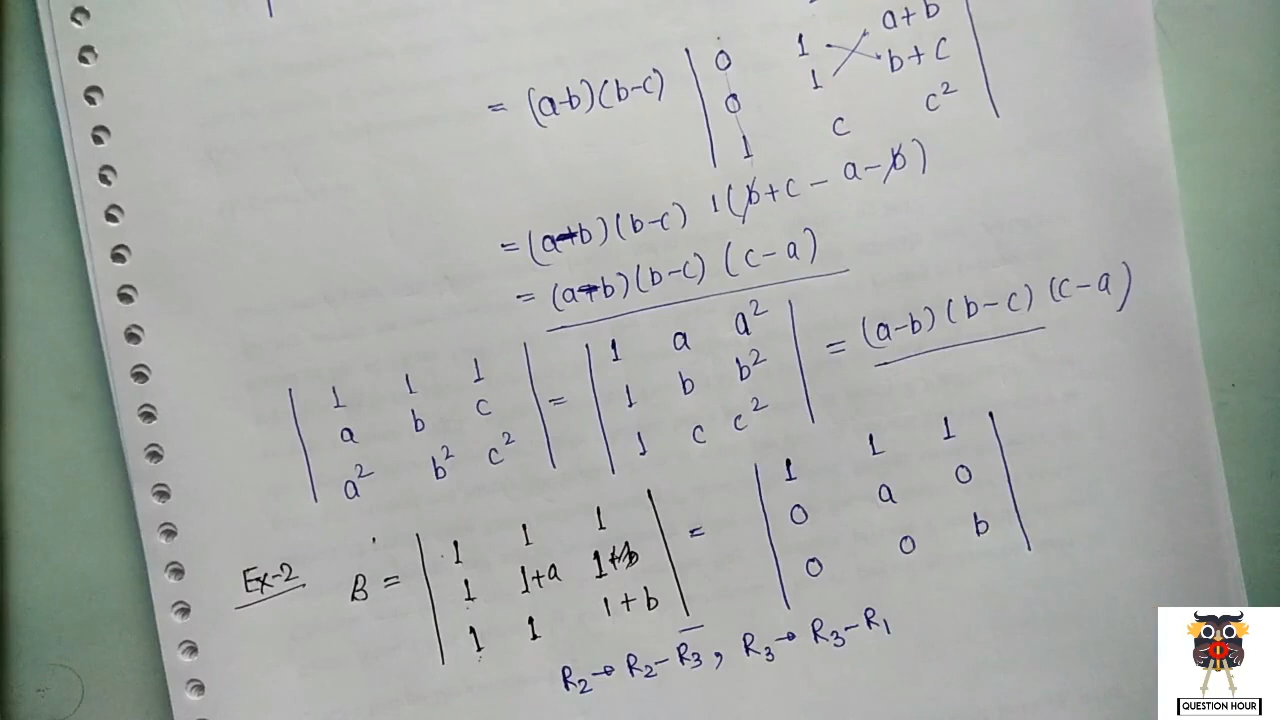 = (a-b)(b-c) | 0 1 a+b |
| 0 1 b+c |
| 1 c c² |
= (a-b)(b-c) 1(b+c-a-b)
= (a-b)(b-c)(c-a)
| 1 1 1 | = | 1 a a² | = (a-b)(b-c)(c-a)
| a b c | | 1 b b² |
| a² b² c² | | 1 c c² |
Ex-2 B = | 1 1 1 | = | 1 1 1 |
| 1 1+a 1 | | 0 a 0 |
| 1 1 1+b | | 0 0 b |
R₂→R₂-R₃, R₃→R₃-R₁
QUESTION HOUR